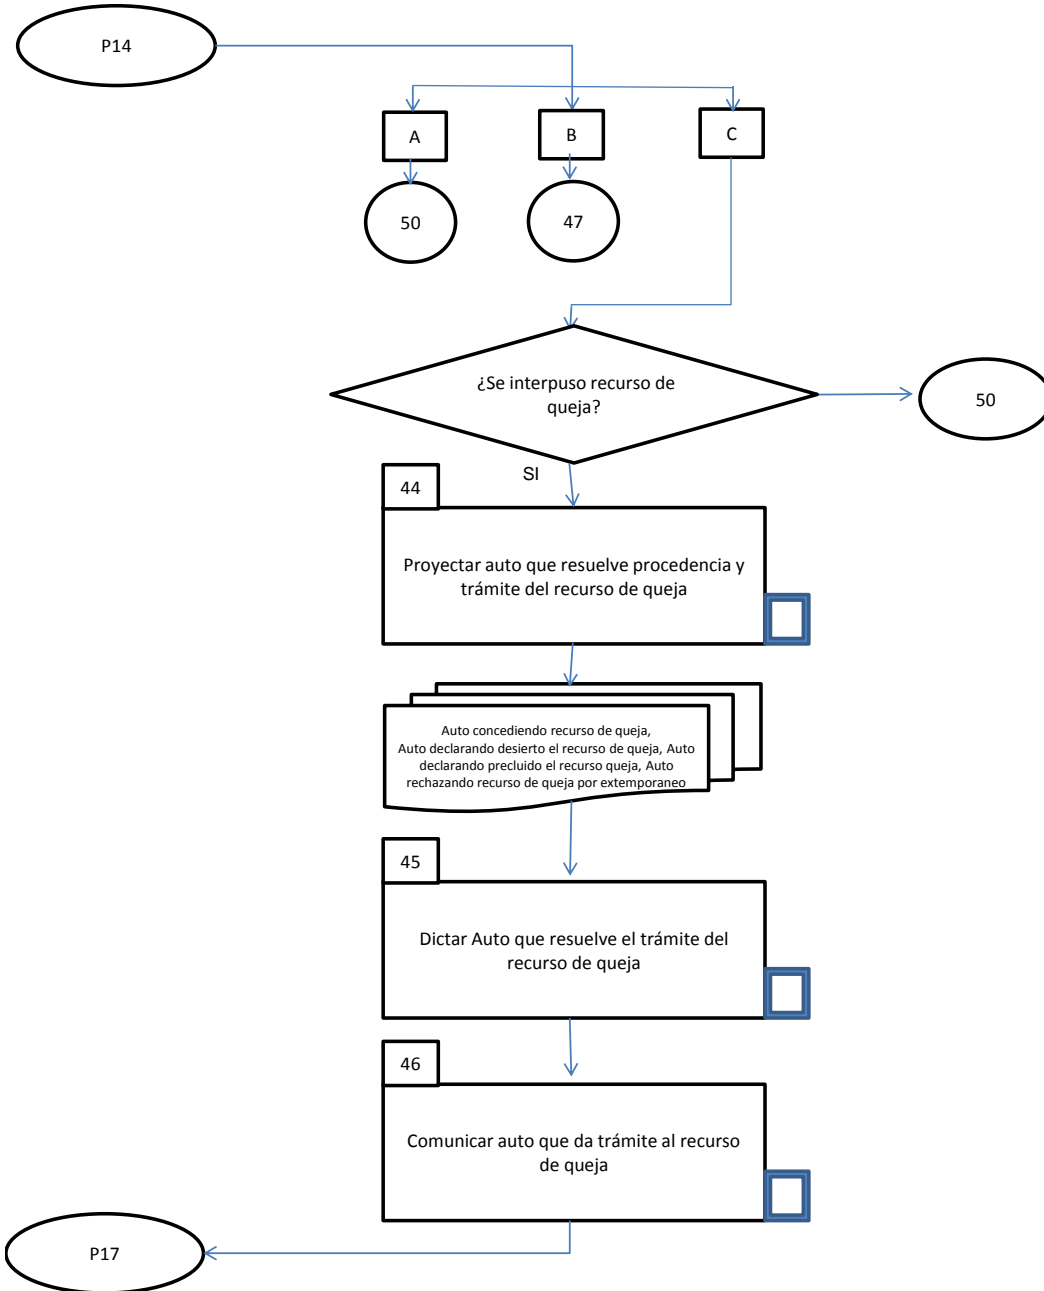 P14
A
B
C
50
47
¿Se interpuso recurso de
queja?
50
SI
44
Proyectar auto que resuelve procedencia y
trámite del recurso de queja
Auto concediendo recurso de queja,
Auto declarando desierto el recurso de queja, Auto
declarando precluido el recurso queja, Auto
rechazando recurso de queja por extemporaneo
45
Dictar Auto que resuelve el trámite del
recurso de queja
46
Comunicar auto que da trámite al recurso
de queja
P17